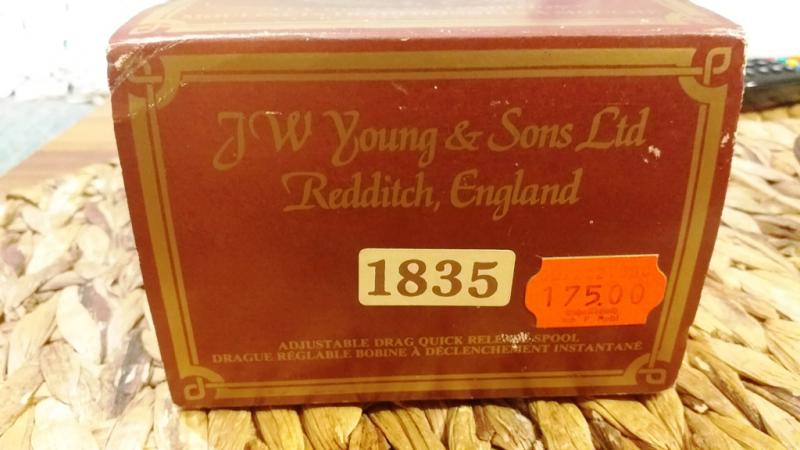 J W Young & Sons Ltd
Redditch, England
1835
175.00
ADJUSTABLE DRAG QUICK RELEASE SPOOL
DRAGUE RÉGLABLE BOBINE À DÉCLENCHEMENT INSTANTANÉ